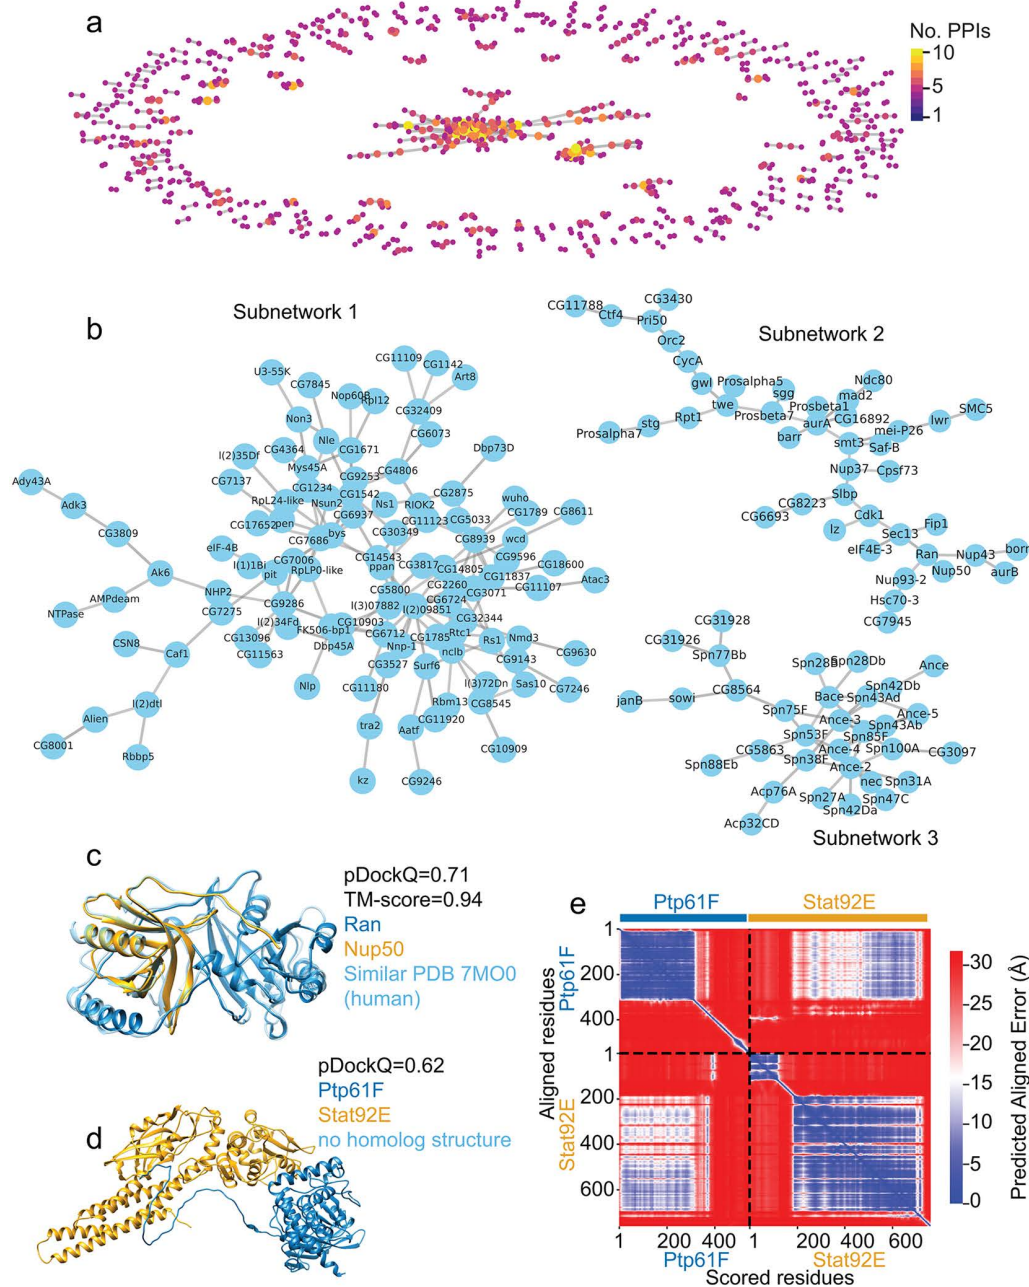 a
No. PPIs
10
5
1
b
Subnetwork 1
Subnetwork 2
CG11788
CG3430
Ctf4
Pri50
Orc2
CycA
gwl
Prosalpha5
sgg
Ndc80
mad2
twe
Prosbeta7
Prosbeta1
CG16892
aurA
SMC5
lwr
mei-P26
Rpt1
stg
Prosalpha7
barr
smt3
Saf-B
Nup37
Cpsf73
Slbp
CG8223
CG6693
Cdk1
lz
Fip1
Sec13
eIF4E-3
Ran
Nup43
borr
Nup50
aurB
Nup93-2
Hsc70-3
CG7945
CG11109
CG1142
Art8
U3-55K
CG7845
Nop60B
Rpl12
CG32409
Non3
CG6073
Nle
l(2)35Df
CG4364
CG1671
Dbp73D
Mys45A
CG9253
CG4806
CG7137
CG1234
CG1542
CG2875
Ady43A
RpL24-like
Nsun2
Ns1
RIOK2
wuho
CG1789
CG8611
Adk3
CG17652
pen
CG6937
CG11123
CG5033
CG3809
bys
CG30349
CG8939
wcd
eIF-4B
CG7686
CG9596
l(1)1Bi
CG7006
CG14543
CG3817
CG14805
CG18600
Ak6
pit
RpLP0-like
ppan
CG11837
Atac3
NHP2
CG5800
CG2260
CG3071
CG11107
AMPdeam
CG9286
l(3)07882
CG6724
NTPase
CG7275
l(2)34Fd
CG10903
l(2)09851
CG32344
CSN8
CG13096
FK506-bp1
CG6712
CG1785
Rtc1
Rs1
Nmd3
Caf1
CG11563
Dbp45A
Nnp-1
nclb
CG9143
CG9630
CG3527
Surf6
Nlp
CG11180
l(3)72Dn
Sas10
CG7246
l(2)dtl
Rbm13
CG8545
Alien
tra2
Aatf
CG11920
CG8001
Rbbp5
CG10909
kz
CG9246
CG31928
CG31926
Spn77Bb
Spn28B
Spn28Db
Ance
CG8564
Spn42Db
janB
sowi
Bace
Spn43Ad
Spn75F
Ance-3
Ance-5
Spn43Ab
Spn53F
Spn85F
CG5863
Ance-4
Spn100A
CG3097
Spn88Eb
Spn38F
Ance-2
nec
Spn31A
Acp76A
Spn27A
Spn47C
Spn42Da
Acp32CD
Subnetwork 3
c
pDockQ=0.71
TM-score=0.94
Ran
Nup50
Similar PDB 7MO0
(human)
d
pDockQ=0.62
Ptp61F
Stat92E
no homolog structure
e
Ptp61F
Stat92E
1
200
400
1
200
400
600
Aligned residues
Ptp61F
Stat92E
1
200
400
1
200
400
600
Ptp61F
Stat92E
Scored residues
30
25
20
15
10
5
0
Predicted Aligned Error (Å)